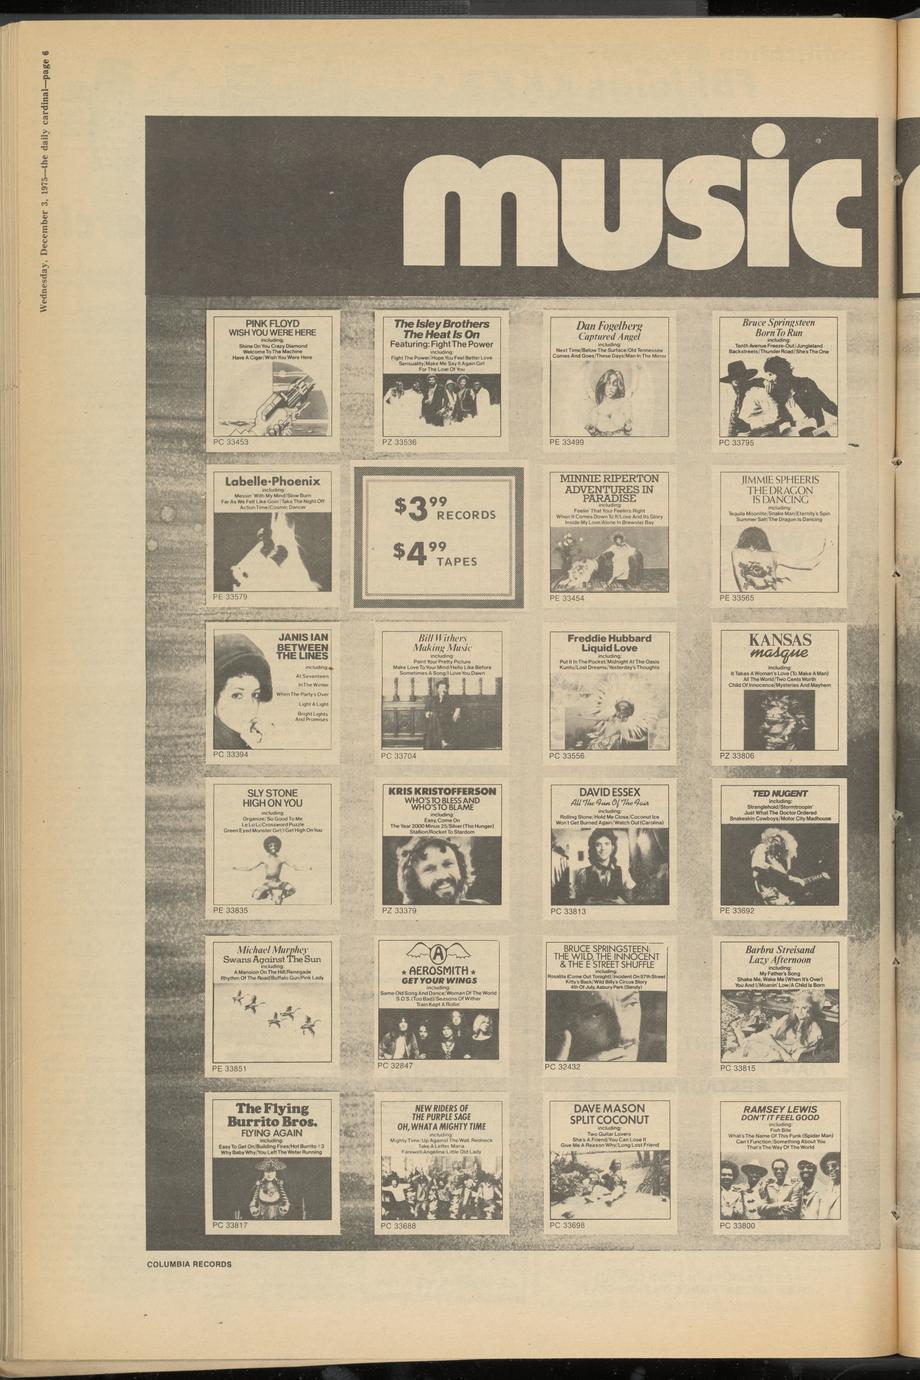 Wednesday, December 3, 1975—the daily cardinal—page 6
music
PINK FLOYD
WISH YOU WERE HERE
including:
Shine On You Crazy Diamond
Welcome To The Machine
Have A Cigar/Wish You Were Here
PC 33453
The Isley Brothers
The Heat Is On
Featuring: Fight The Power
including:
Fight The Power/Hope You Feel Better Love
Sensuality/Make Me Say It Again Girl
For The Love Of You
PZ 33536
Dan Fogelberg
Captured Angel
including:
Next Time/Below The Surface/Old Tennessee
Comes And Goes/These Days/Man In The Mirror
PE 33499
Bruce Springsteen
Born To Run
including:
Tenth Avenue Freeze-Out/Jungleland
Backstreets/Thunder Road/She's The One
PC 33795
Labelle-Phoenix
including:
Messin' With My Mind/Slow Burn
Far As We Felt Like Goin'/Take The Night Off
Action Time/Cosmic Dancer
PE 33579
$3.99
RECORDS
$4.99
TAPES
MINNIE RIPERTON
ADVENTURES IN
PARADISE
including:
Feelin' That Your Feelin's Right
When It Comes Down To It/Love And Its Glory
Inside My Love/Alone In Brewster Bay
PE 33454
JIMMIE SPHEERIS
THE DRAGON
IS DANCING
including:
Tequila Moonlite/Snake Man/Eternity's Spin
Summer Salt/The Dragon Is Dancing
PE 33565
JANIS IAN
BETWEEN
THE LINES
including:
At Seventeen
In The Winter
When The Party's Over
Light A Light
Bright Lights
And Promises
PC 33394
Bill Withers
Making Music
including:
Paint Your Pretty Picture
Make Love To Your Mind/Hello Like Before
Sometimes A Song/I Love You Dawn
PC 33704
Freddie Hubbard
Liquid Love
including:
Put It In The Pocket/Midnight At The Oasis
Kuntu/Lost Dreams/Yesterday's Thoughts
PC 33556
KANSAS
masque
including:
It Takes A Woman's Love (To Make A Man)
All The World/Two Cents Worth
Child Of Innocence/Mysteries And Mayhem
PZ 33806
SLY STONE
HIGH ON YOU
including:
Organize/So Good To Me
Le Lo Li/Crossword Puzzle
Green Eyed Monster Girl/I Get High On You
PE 33835
KRIS KRISTOFFERSON
WHO'S TO BLESS AND
WHO'S TO BLAME
including:
Easy, Come On
The Year 2000 Minus 25/Silver (The Hunger)
Stallion/Rocket To Stardom
PZ 33379
DAVID ESSEX
All The Fun Of The Fair
including:
Rolling Stone/Hold Me Close/Coconut Ice
Won't Get Burned Again/Watch Out (Carolina)
PC 33813
TED NUGENT
including:
Stranglehold/Stormtroopin'
Just What The Doctor Ordered
Snakeskin Cowboys/Motor City Madhouse
PE 33692
Michael Murphey
Swans Against The Sun
including:
A Mansion On The Hill/Renegade
Rhythm Of The Road/Buffalo Gun/Pink Lady
PE 33851
A
AEROSMITH
GET YOUR WINGS
including:
Same Old Song And Dance/Woman Of The World
S.O.S. (Too Bad)/Seasons Of Wither
Train Kept A Rollin'
PC 32847
BRUCE SPRINGSTEEN
THE WILD, THE INNOCENT
& THE E STREET SHUFFLE
including:
Rosalita (Come Out Tonight)/Incident On 57th Street
Kitty's Back/Wild Billy's Circus Story
4th Of July, Asbury Park (Sandy)
PC 32432
Barbra Streisand
Lazy Afternoon
including:
My Father's Song
Shake Me, Wake Me (When It's Over)
You And I/Moanin' Low/A Child Is Born
PC 33815
The Flying
Burrito Bros.
FLYING AGAIN
including:
Easy To Get On/Building Fires/Hot Burrito #3
Why Baby Why/You Left The Water Running
PC 33817
NEW RIDERS OF
THE PURPLE SAGE
OH, WHAT A MIGHTY TIME
including:
Mighty Time/Up Against The Wall, Redneck
Take A Letter, Maria
Farewell Angelina/Little Old Lady
PC 33688
DAVE MASON
SPLIT COCONUT
including:
Two Guitar Lovers
She's A Friend/You Can Lose It
Give Me A Reason Why/Long Lost Friend
PC 33698
RAMSEY LEWIS
DON'T IT FEEL GOOD
including:
Fish Bite
What's The Name Of This Funk (Spider Man)
Can't Function/Something About You
That's The Way Of The World
PC 33800
COLUMBIA RECORDS